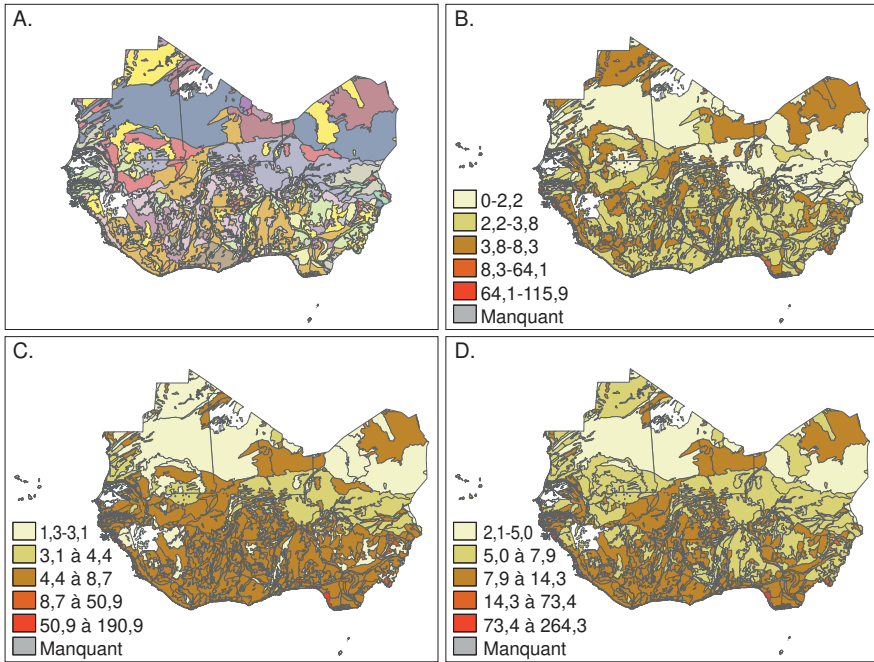 A.
B.
0-2,2
2,2-3,8
3,8-8,3
8,3-64,1
64,1-115,9
Manquant
C.
1,3-3,1
3,1 à 4,4
4,4 à 8,7
8,7 à 50,9
50,9 à 190,9
Manquant
D.
2,1-5,0
5,0 à 7,9
7,9 à 14,3
14,3 à 73,4
73,4 à 264,3
Manquant